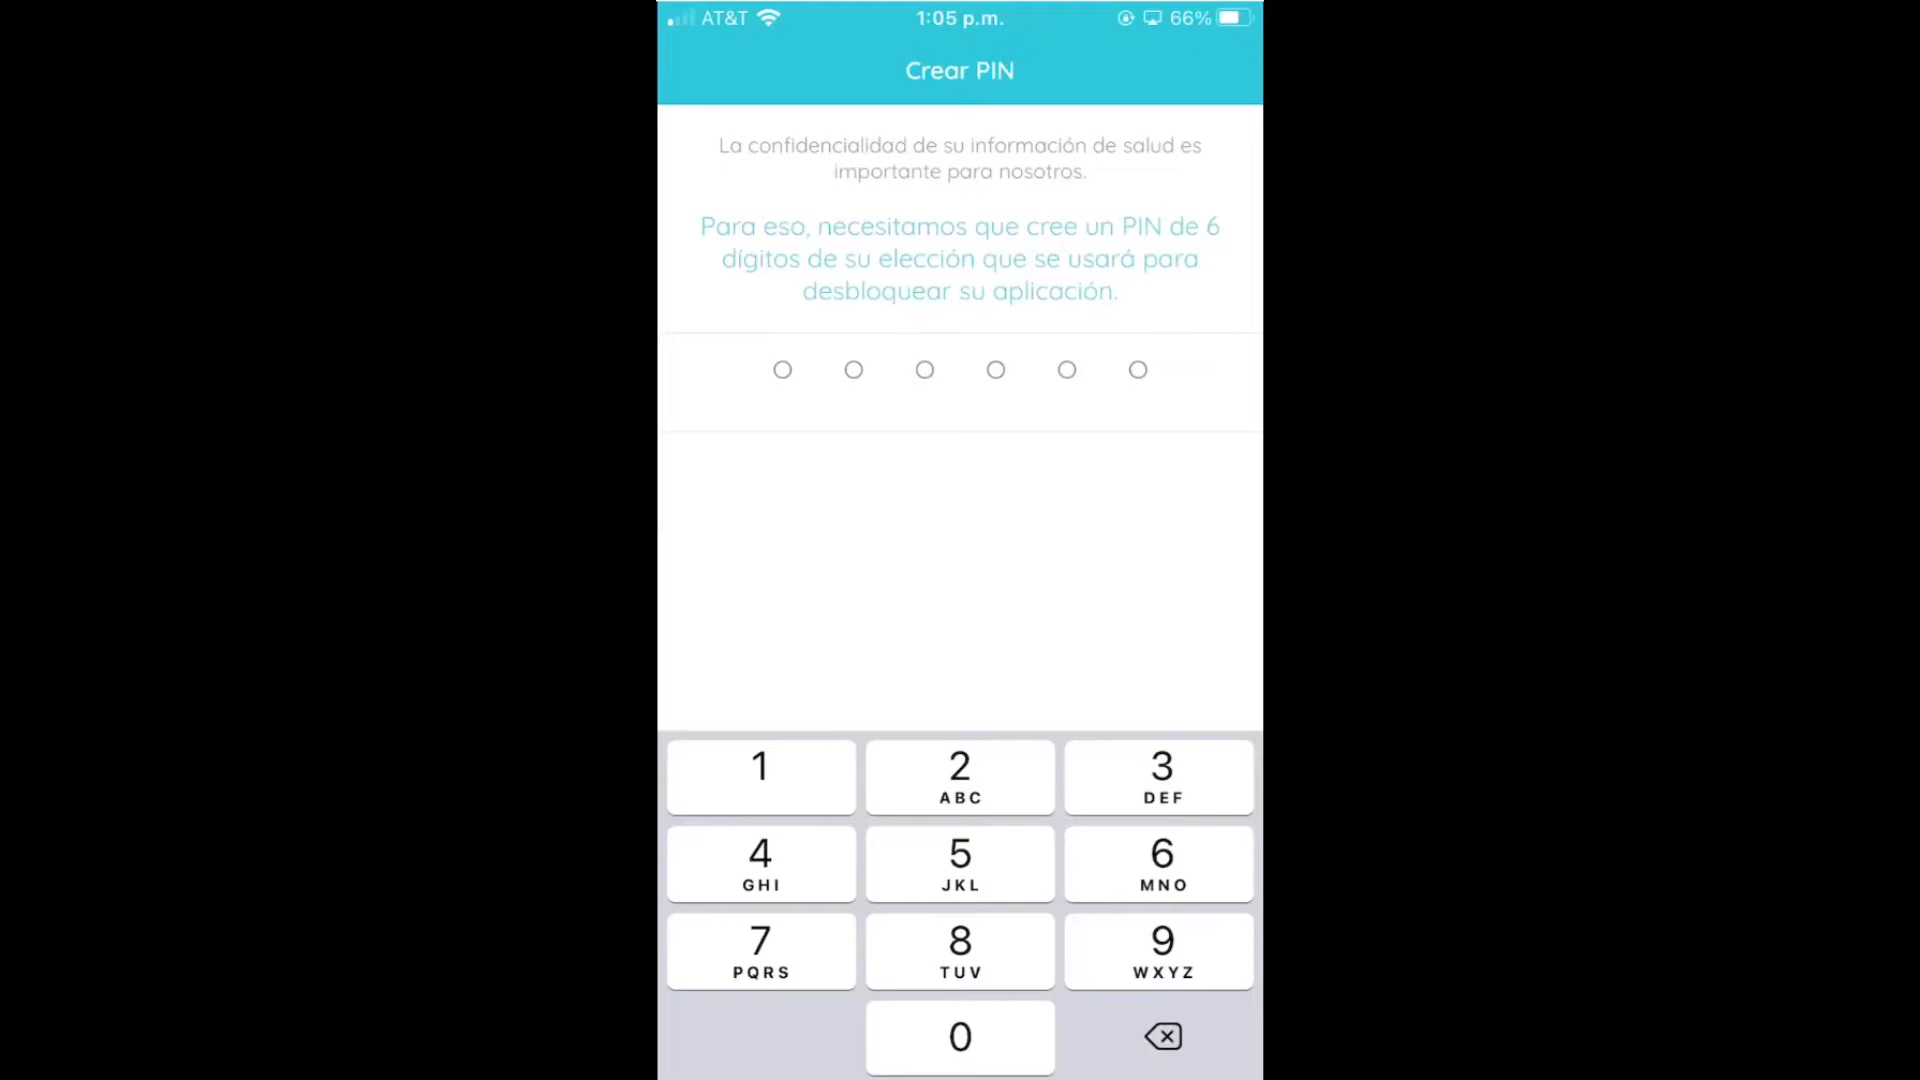 AT&T 1:05 p.m. 66%
Crear PIN
La confidencialidad de su información de salud es
importante para nosotros.
Para eso, necesitamos que cree un PIN de 6
dígitos de su elección que se usará para
desbloquear su aplicación.
1 2 3
ABC DEF
4 5 6
GHI JKL MNO
7 8 9
PQRS TUV WXYZ
0